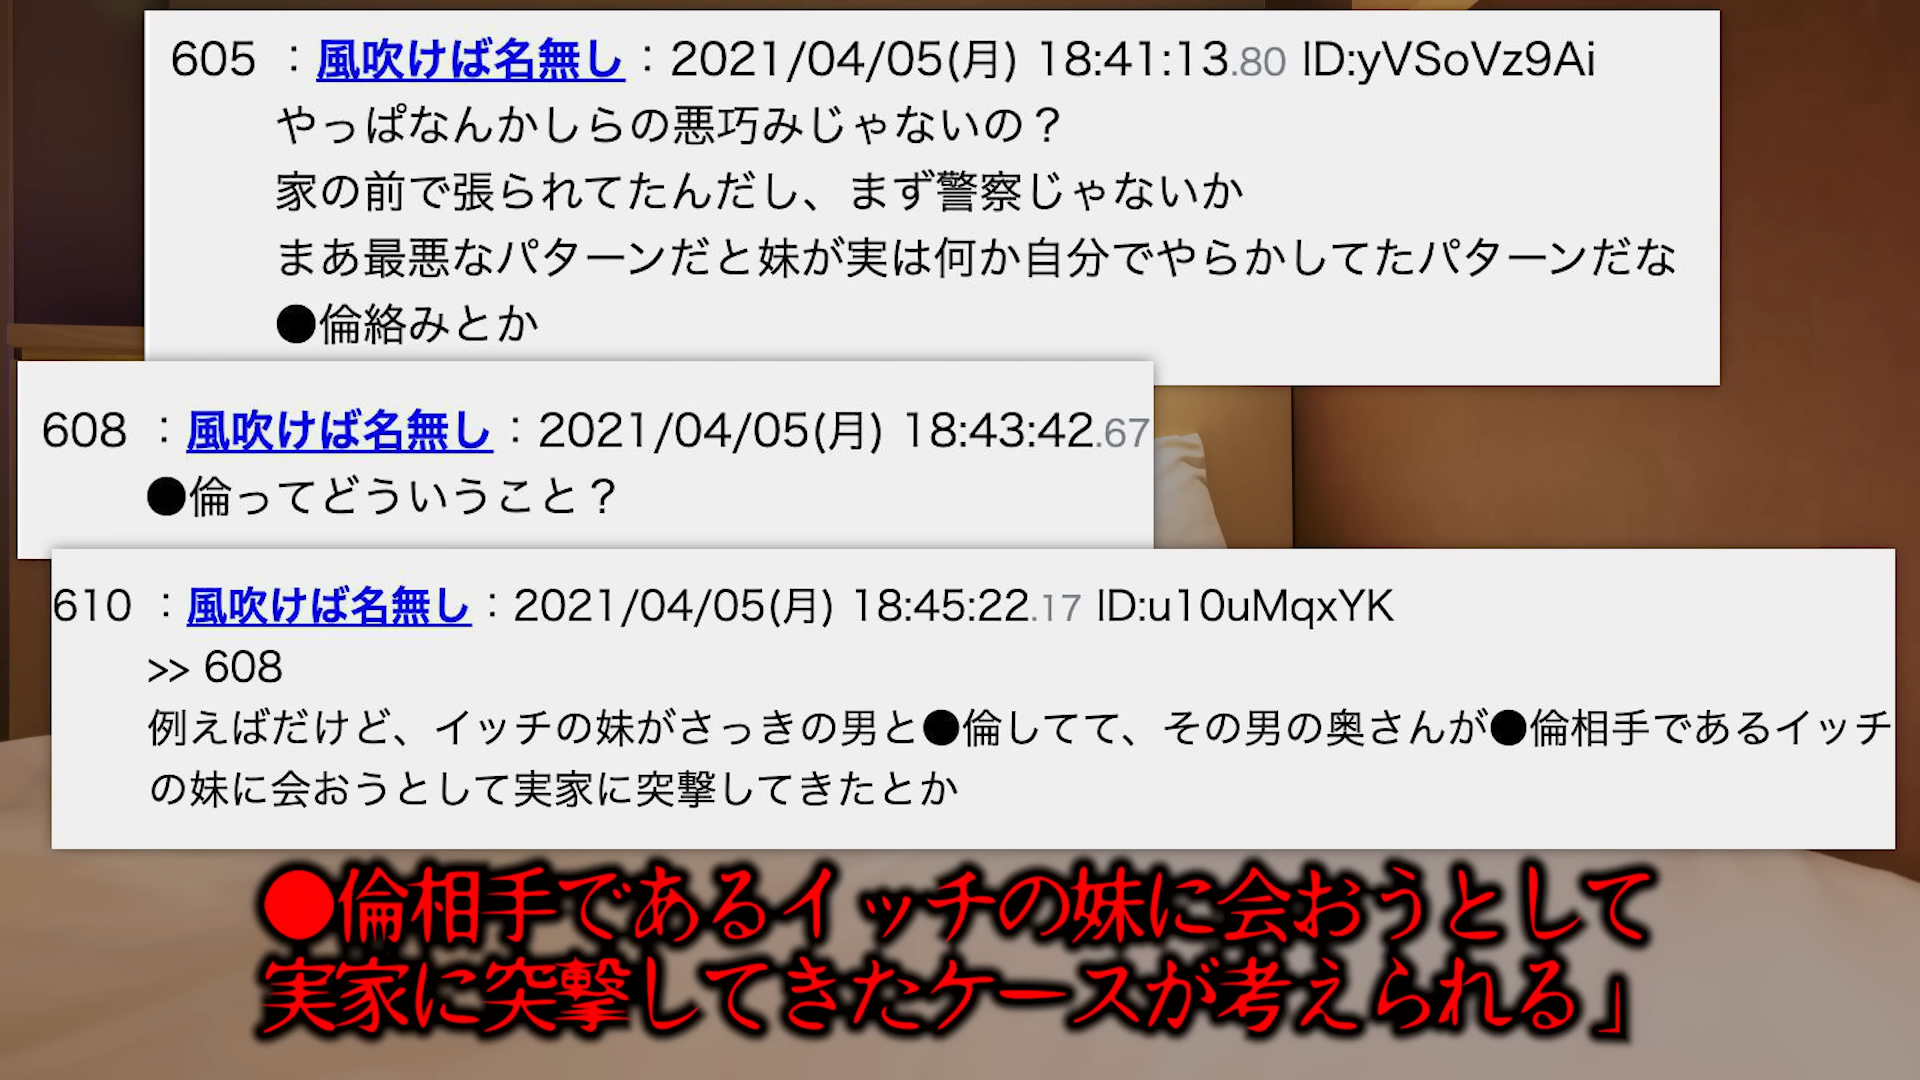 605 ：風吹けば名無し：2021/04/05(月) 18:41:13.80 ID:yVSoVz9Ai
やっぱなんかしらの悪巧みじゃないの？
家の前で張られてたんだし、まず警察じゃないか
まあ最悪なパターンだと妹が実は何か自分でやらかしてたパターンだな
●倫絡みとか
608 ：風吹けば名無し：2021/04/05(月) 18:43:42.67
●倫ってどういうこと？
610 ：風吹けば名無し：2021/04/05(月) 18:45:22.17 ID:u10uMqxYK
>> 608
例えばだけど、イッチの妹がさっきの男と●倫してて、その男の奥さんが●倫相手であるイッチ
の妹に会おうとして実家に突撃してきたとか
●倫相手であるイッチの妹に会おうとして
実家に突撃してきたケースが考えられる」